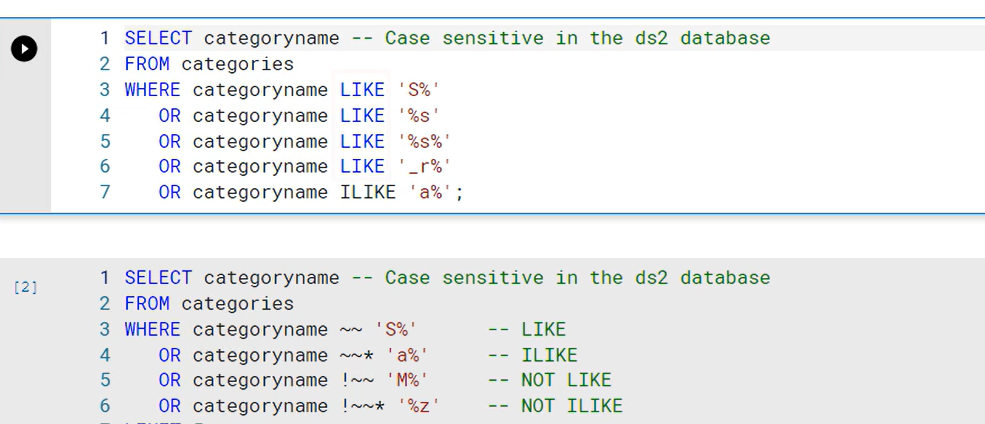 1 SELECT categoryname -- Case sensitive in the ds2 database
2 FROM categories
3 WHERE categoryname LIKE 'S%'
4    OR categoryname LIKE '%s'
5    OR categoryname LIKE '%s%'
6    OR categoryname LIKE '_r%'
7    OR categoryname ILIKE 'a%';
[2]
1 SELECT categoryname -- Case sensitive in the ds2 database
2 FROM categories
3 WHERE categoryname ~~ 'S%'      -- LIKE
4    OR categoryname ~~* 'a%'     -- ILIKE
5    OR categoryname !~~ 'M%'     -- NOT LIKE
6    OR categoryname !~~* '%z'    -- NOT ILIKE